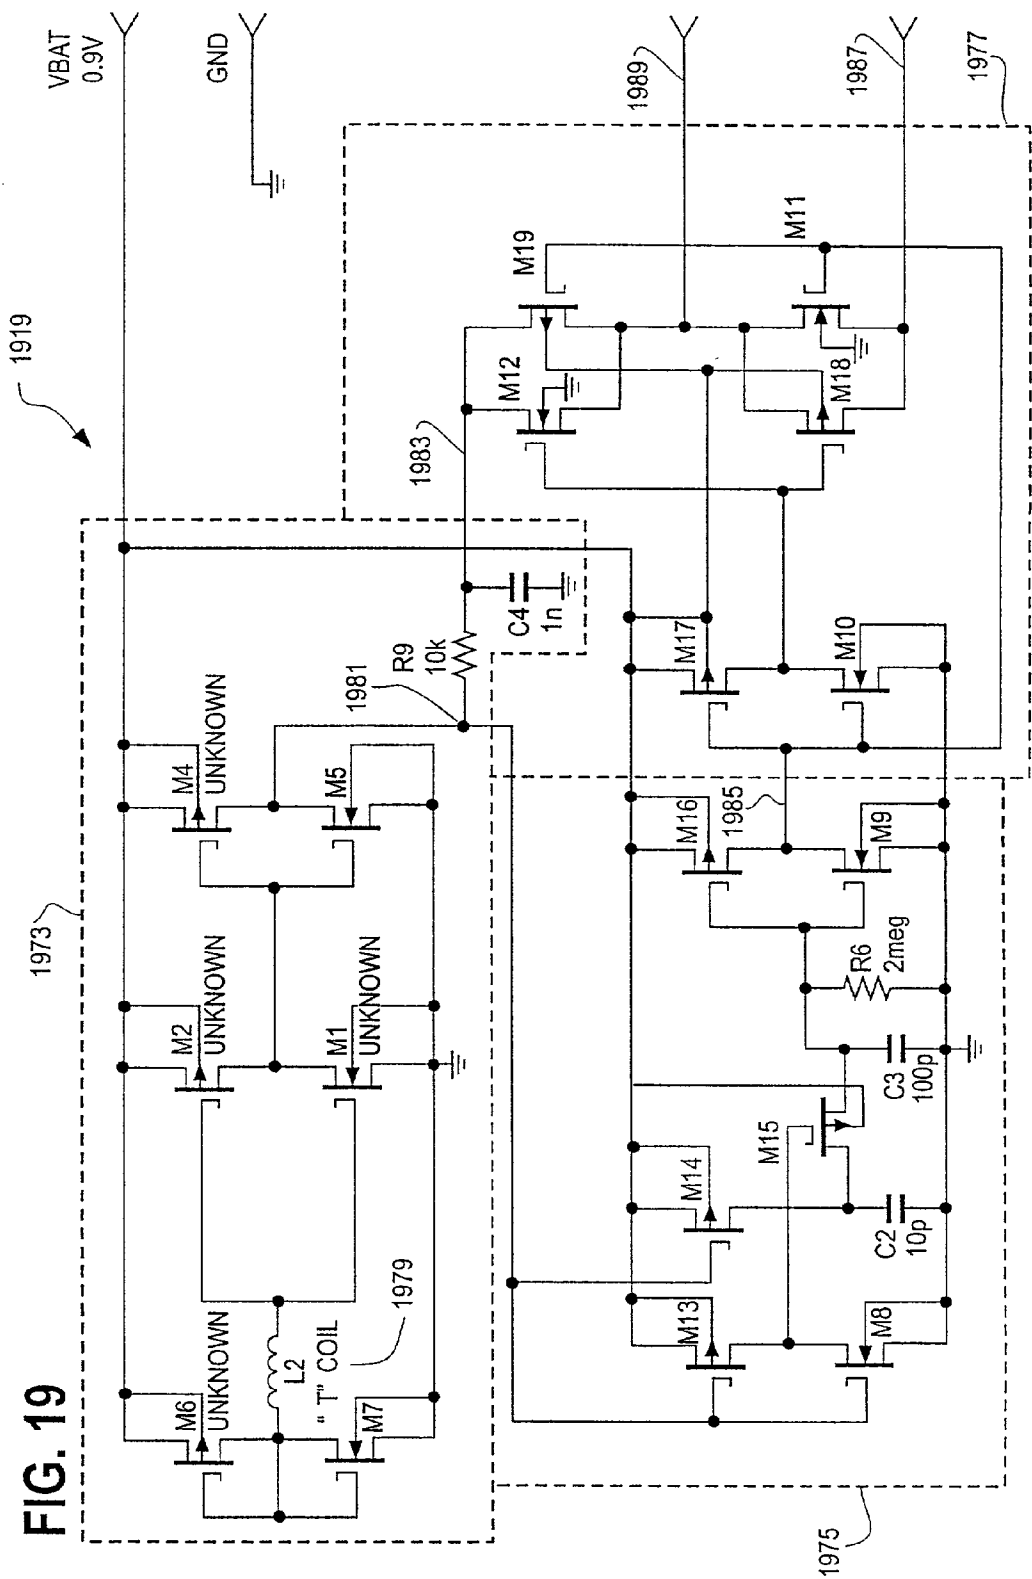 FIG. 19
1919
VBAT
0.9V
GND
1973
M6
UNKNOWN
M7
L2
" T" COIL
1979
M2
UNKNOWN
M1
UNKNOWN
M4
UNKNOWN
M5
1981
R9
10k
C4
1n
1983
M12
M19
M11
M18
1989
1987
1977
M17
M10
M16
1985
M9
R6
2meg
C3
100p
M15
M14
C2
10p
M13
M8
1975